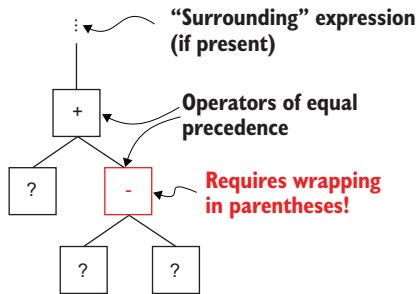 ⋮
“Surrounding” expression
(if present)
+
Operators of equal
precedence
?
-
Requires wrapping
in parentheses!
?
?